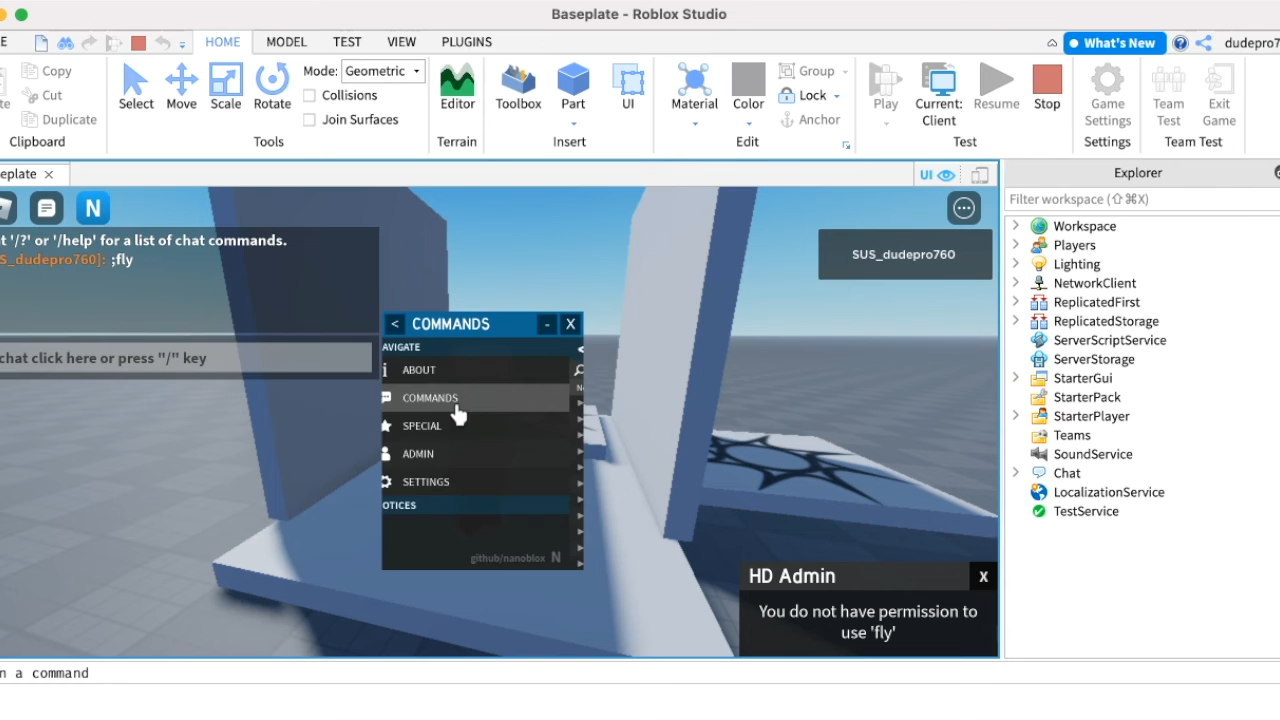 Baseplate - Roblox Studio
HOME MODEL TEST VIEW PLUGINS
What's New
dudepro7
Copy
Cut
Duplicate
Clipboard
Select
Move
Scale
Rotate
Mode: Geometric
Collisions
Join Surfaces
Tools
Editor
Terrain
Toolbox
Part
UI
Insert
Material
Color
Group
Lock
Anchor
Edit
Play
Current:
Client
Resume
Stop
Test
Game
Settings
Settings
Team
Test
Exit
Game
Team Test
eplate
UI
N
t '/?' or '/help' for a list of chat commands.
S_dudepro760]: ;fly
chat click here or press "/" key
SUS_dudepro760
< COMMANDS - X
AVIGATE
ABOUT
COMMANDS
SPECIAL
ADMIN
SETTINGS
OTICES
github/nanoblox N
HD Admin X
You do not have permission to
use 'fly'
Explorer
Filter workspace (⇧⌘X)
Workspace
Players
Lighting
NetworkClient
ReplicatedFirst
ReplicatedStorage
ServerScriptService
ServerStorage
StarterGui
StarterPack
StarterPlayer
Teams
SoundService
Chat
LocalizationService
TestService
n a command